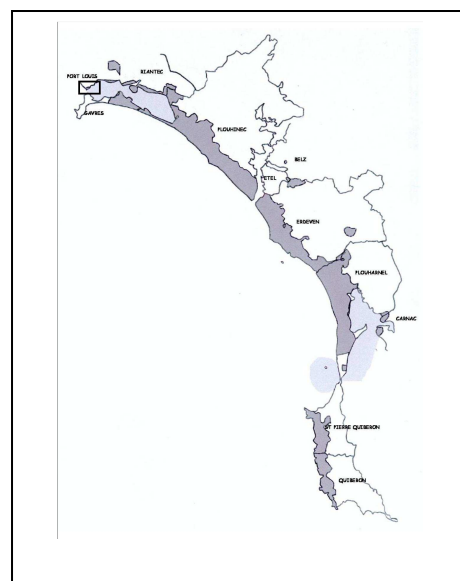 RIANTEC
PORT LOUIS
GAVRES
PLOUHINEC
BELZ
ETEL
ERDEVEN
PLOUHARNEL
CARNAC
ST PIERRE QUIBERON
QUIBERON